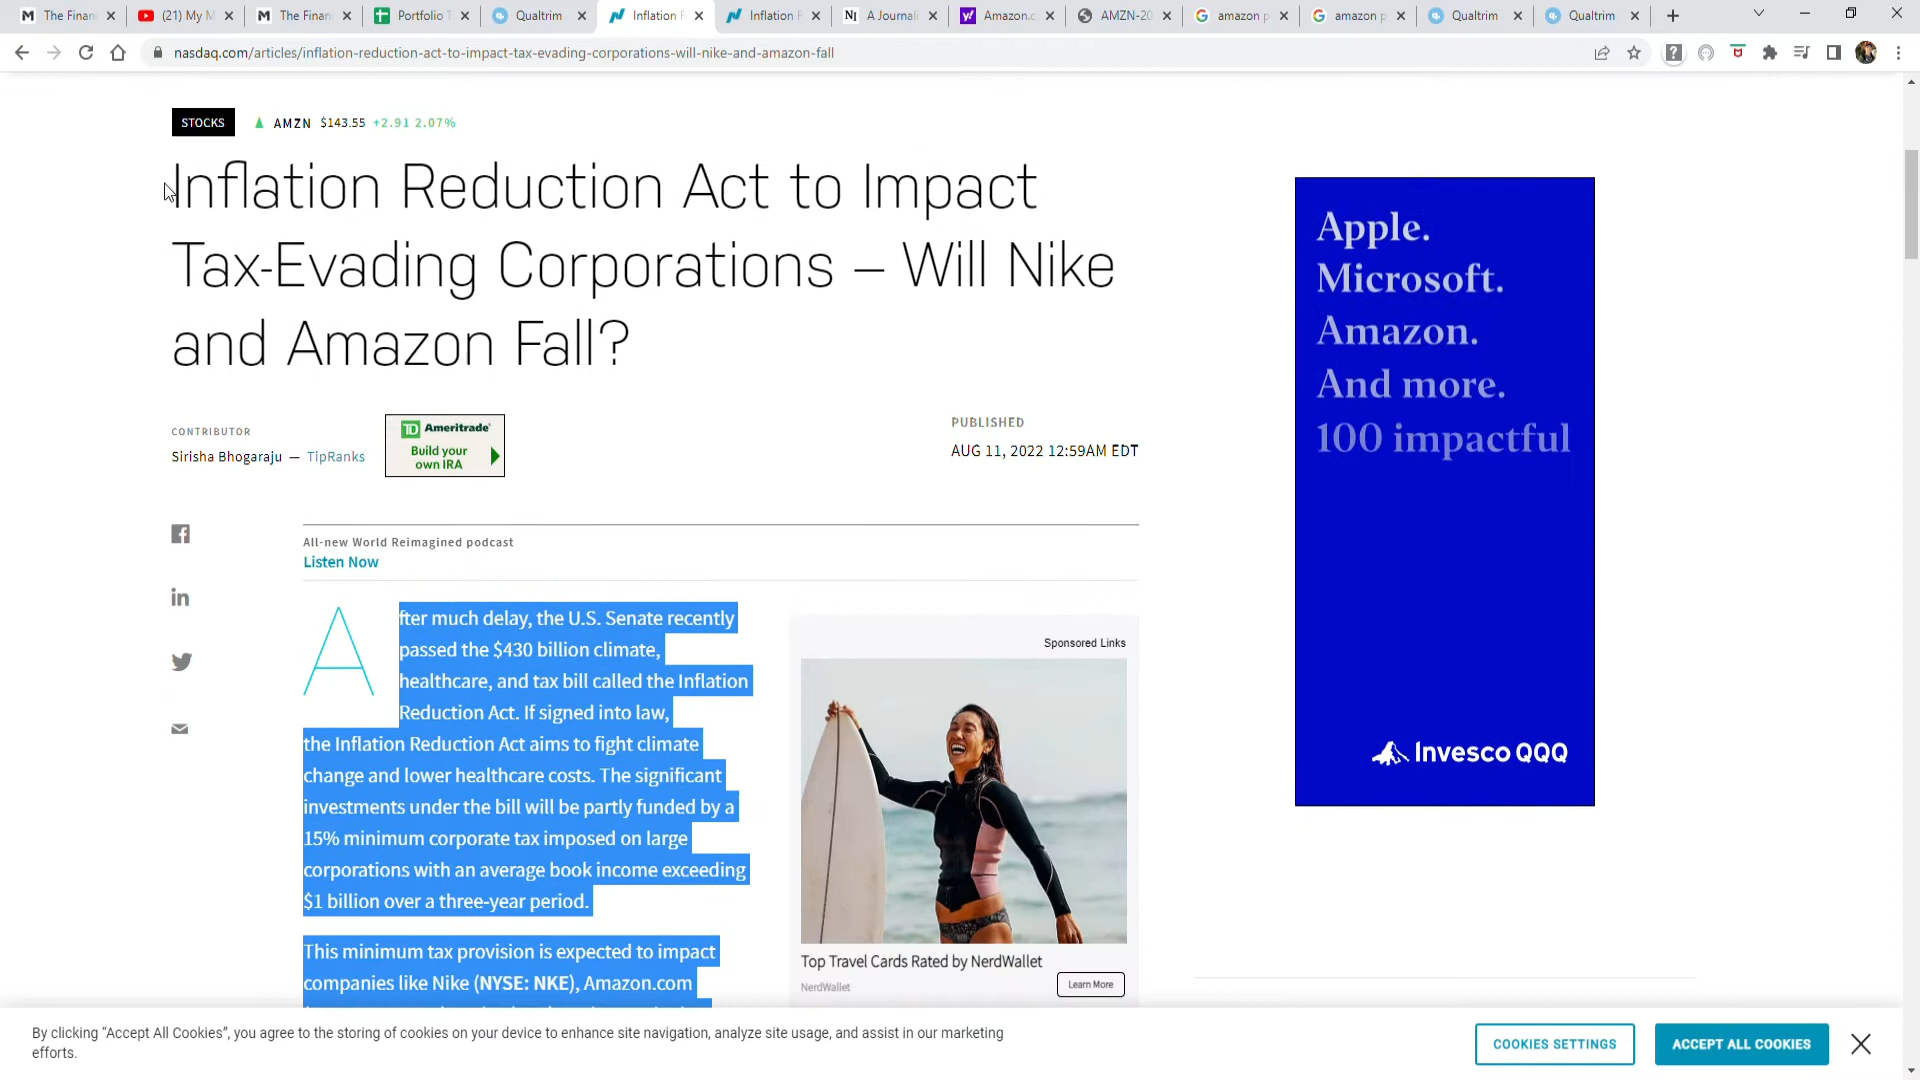 The Finan
(21) My M
The Finan
Portfolio T
Qualtrim
Inflation R
Inflation R
A Journali
Amazon.c
AMZN-20
amazon p
amazon p
Qualtrim
Qualtrim
nasdaq.com/articles/inflation-reduction-act-to-impact-tax-evading-corporations-will-nike-and-amazon-fall
STOCKS AMZN $143.55 +2.91 2.07%
Inflation Reduction Act to Impact
Tax-Evading Corporations – Will Nike
and Amazon Fall?
CONTRIBUTOR
Sirisha Bhogaraju — TipRanks
TD Ameritrade
Build your
own IRA
PUBLISHED
AUG 11, 2022 12:59AM EDT
All-new World Reimagined podcast
Listen Now
After much delay, the U.S. Senate recently
passed the $430 billion climate,
healthcare, and tax bill called the Inflation
Reduction Act. If signed into law,
the Inflation Reduction Act aims to fight climate
change and lower healthcare costs. The significant
investments under the bill will be partly funded by a
15% minimum corporate tax imposed on large
corporations with an average book income exceeding
$1 billion over a three-year period.
This minimum tax provision is expected to impact
companies like Nike (NYSE: NKE), Amazon.com
Sponsored Links
Top Travel Cards Rated by NerdWallet
NerdWallet
Learn More
Apple.
Microsoft.
Amazon.
And more.
100 impactful
Invesco QQQ
By clicking “Accept All Cookies”, you agree to the storing of cookies on your device to enhance site navigation, analyze site usage, and assist in our marketing
efforts.
COOKIES SETTINGS
ACCEPT ALL COOKIES